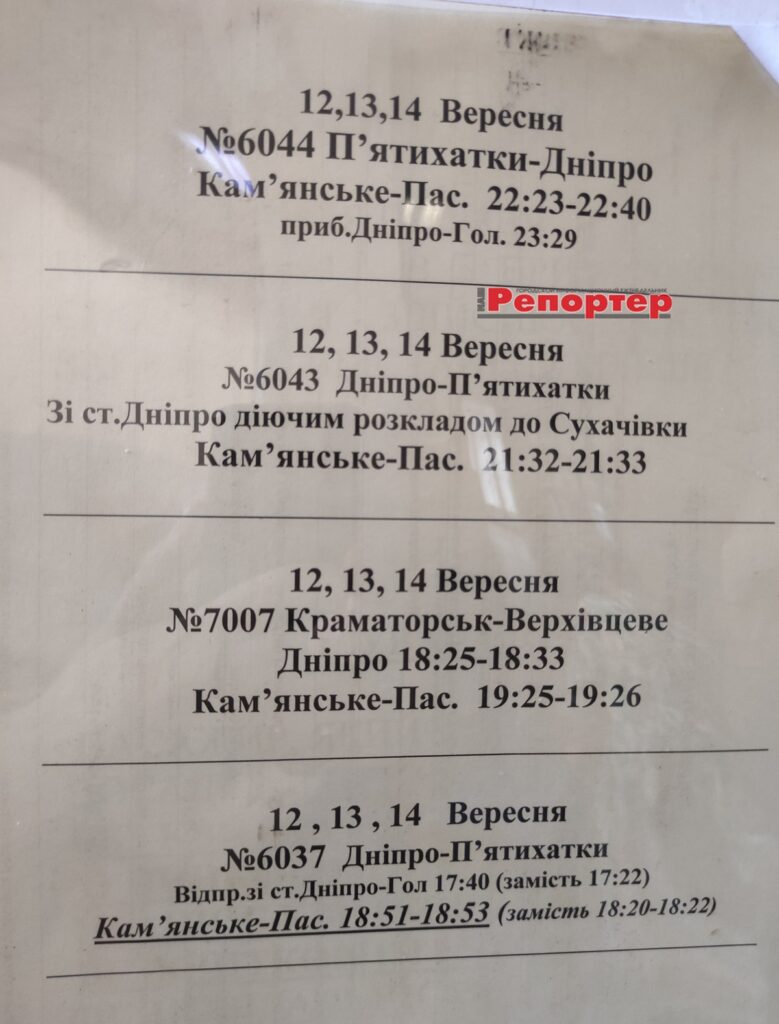 12,13,14 Вересня
№6044 П’ятихатки-Дніпро
Кам’янське-Пас. 22:23-22:40
приб.Дніпро-Гол. 23:29
НАШ Репортер
12, 13, 14 Вересня
№6043 Дніпро-П’ятихатки
Зі ст.Дніпро діючим розкладом до Сухачівки
Кам’янське-Пас. 21:32-21:33
12, 13, 14 Вересня
№7007 Краматорськ-Верхівцеве
Дніпро 18:25-18:33
Кам’янське-Пас. 19:25-19:26
12 , 13 , 14 Вересня
№6037 Дніпро-П’ятихатки
Відпр.зі ст.Дніпро-Гол 17:40 (замість 17:22)
Кам’янське-Пас. 18:51-18:53 (замість 18:20-18:22)